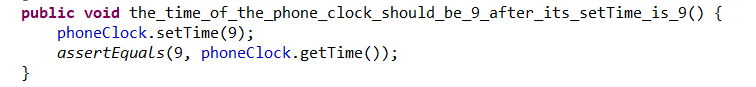 public void the_time_of_the_phone_clock_should_be_9_after_its_setTime_is_9() {
    phoneClock.setTime(9);
    assertEquals(9, phoneClock.getTime());
}